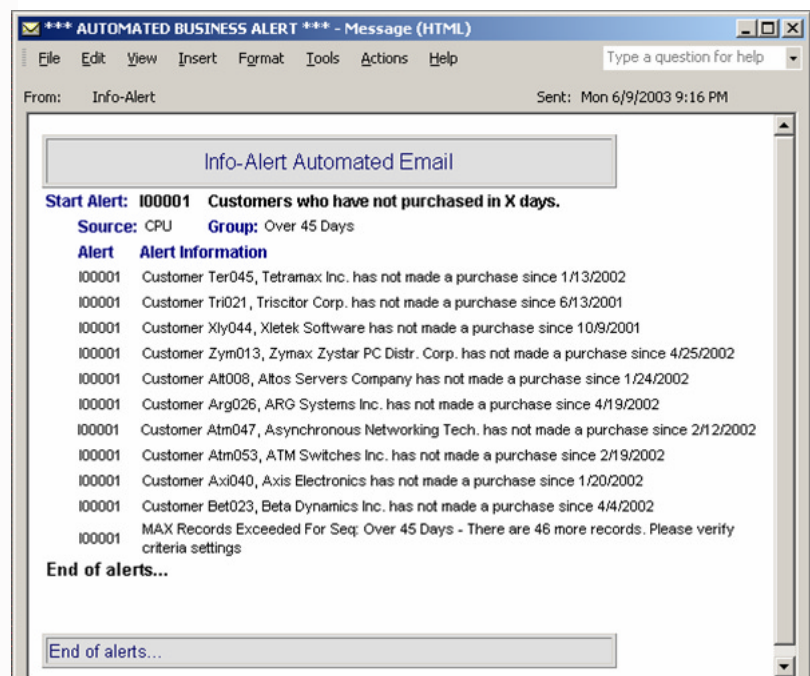 *** AUTOMATED BUSINESS ALERT *** - Message (HTML)
File Edit View Insert Format Tools Actions Help Type a question for help
From: Info-Alert Sent: Mon 6/9/2003 9:16 PM
Info-Alert Automated Email
Start Alert: I00001 Customers who have not purchased in X days.
Source: CPU Group: Over 45 Days
Alert Alert Information
I00001 Customer Ter045, Tetramax Inc. has not made a purchase since 1/13/2002
I00001 Customer Tri021, Triscitor Corp. has not made a purchase since 6/13/2001
I00001 Customer Xly044, Xletek Software has not made a purchase since 10/9/2001
I00001 Customer Zym013, Zymax Zystar PC Distr. Corp. has not made a purchase since 4/25/2002
I00001 Customer Alt008, Altos Servers Company has not made a purchase since 1/24/2002
I00001 Customer Arg026, ARG Systems Inc. has not made a purchase since 4/19/2002
I00001 Customer Atm047, Asynchronous Networking Tech. has not made a purchase since 2/12/2002
I00001 Customer Atm053, ATM Switches Inc. has not made a purchase since 2/19/2002
I00001 Customer Axi040, Axis Electronics has not made a purchase since 1/20/2002
I00001 Customer Bet023, Beta Dynamics Inc. has not made a purchase since 4/4/2002
I00001 MAX Records Exceeded For Seq: Over 45 Days - There are 46 more records. Please verify
criteria settings
End of alerts...
End of alerts...